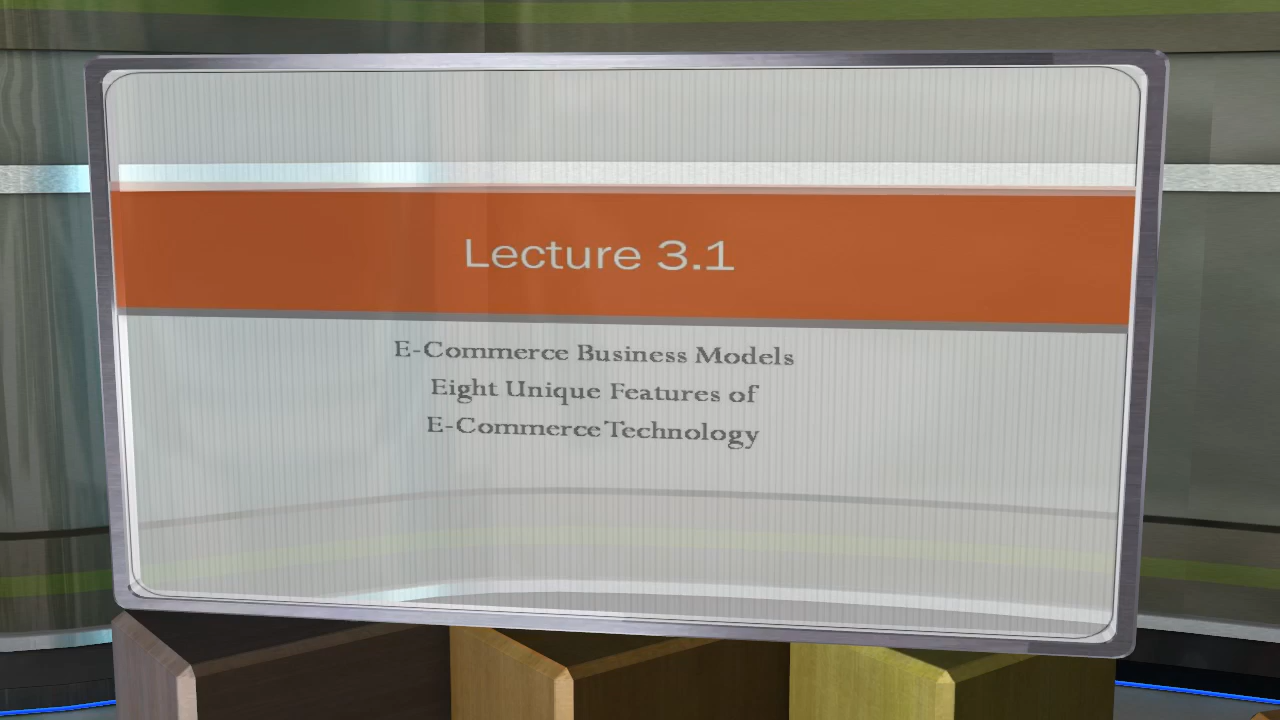 Lecture 3.1
E-Commerce Business Models
Eight Unique Features of
E-Commerce Technology